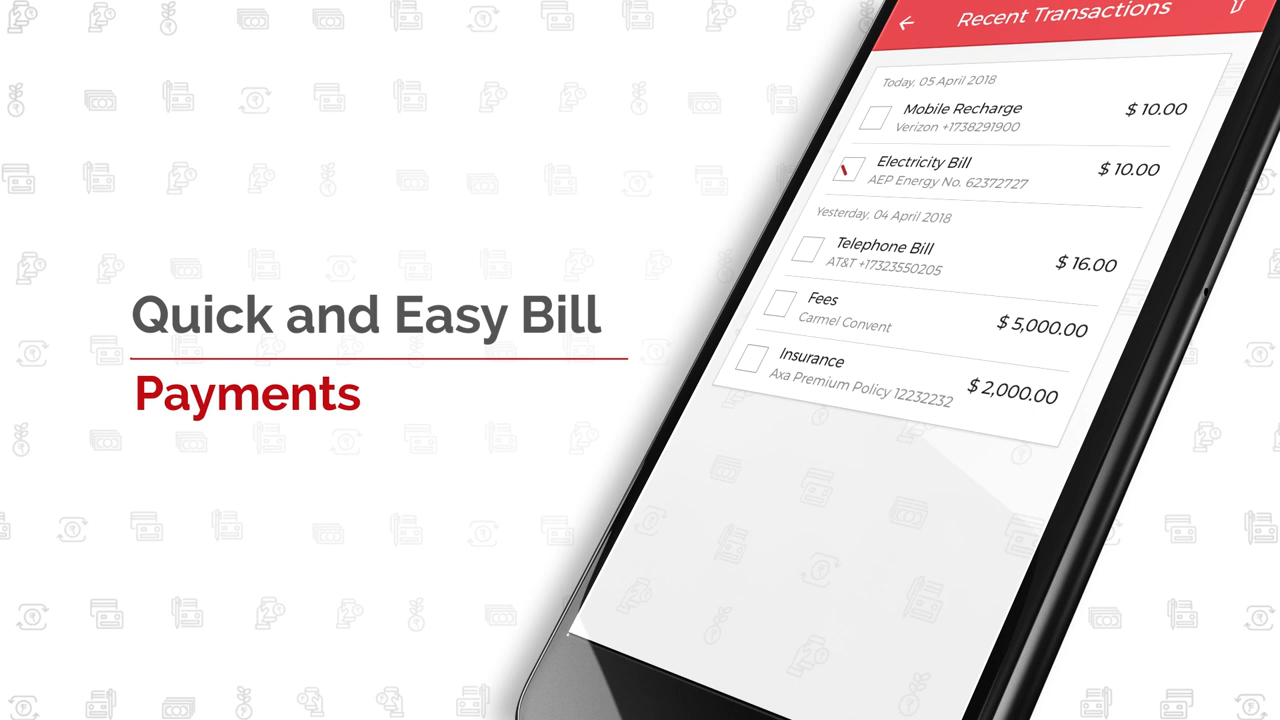 Quick and Easy Bill
Payments
Recent Transactions
Today, 05 April 2018
Mobile Recharge
$ 10.00
Verizon +1738291900
Electricity Bill
$ 10.00
AEP Energy No. 62372727
Yesterday, 04 April 2018
Telephone Bill
$ 16.00
AT&T +17323550205
Fees
$ 5,000.00
Carmel Convent
Insurance
$ 2,000.00
Axa Premium Policy 12232232